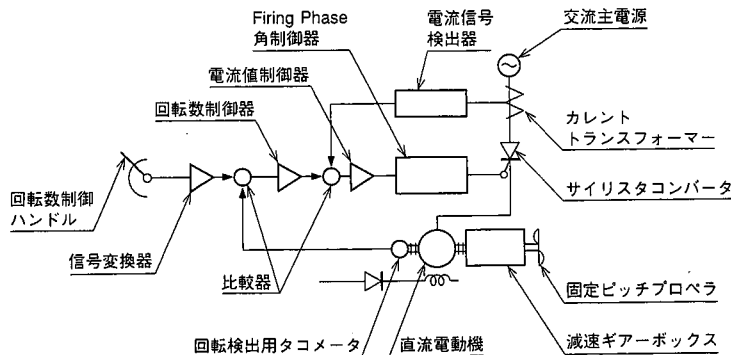 Firing Phase
角制御器
電流信号
検出器
交流主電源
電流値制御器
回転数制御器
カレント
トランスフォーマー
回転数制御
ハンドル
サイリスタコンバータ
信号変換器
比較器
固定ピッチプロペラ
回転検出用タコメータ
直流電動機
減速ギアーボックス